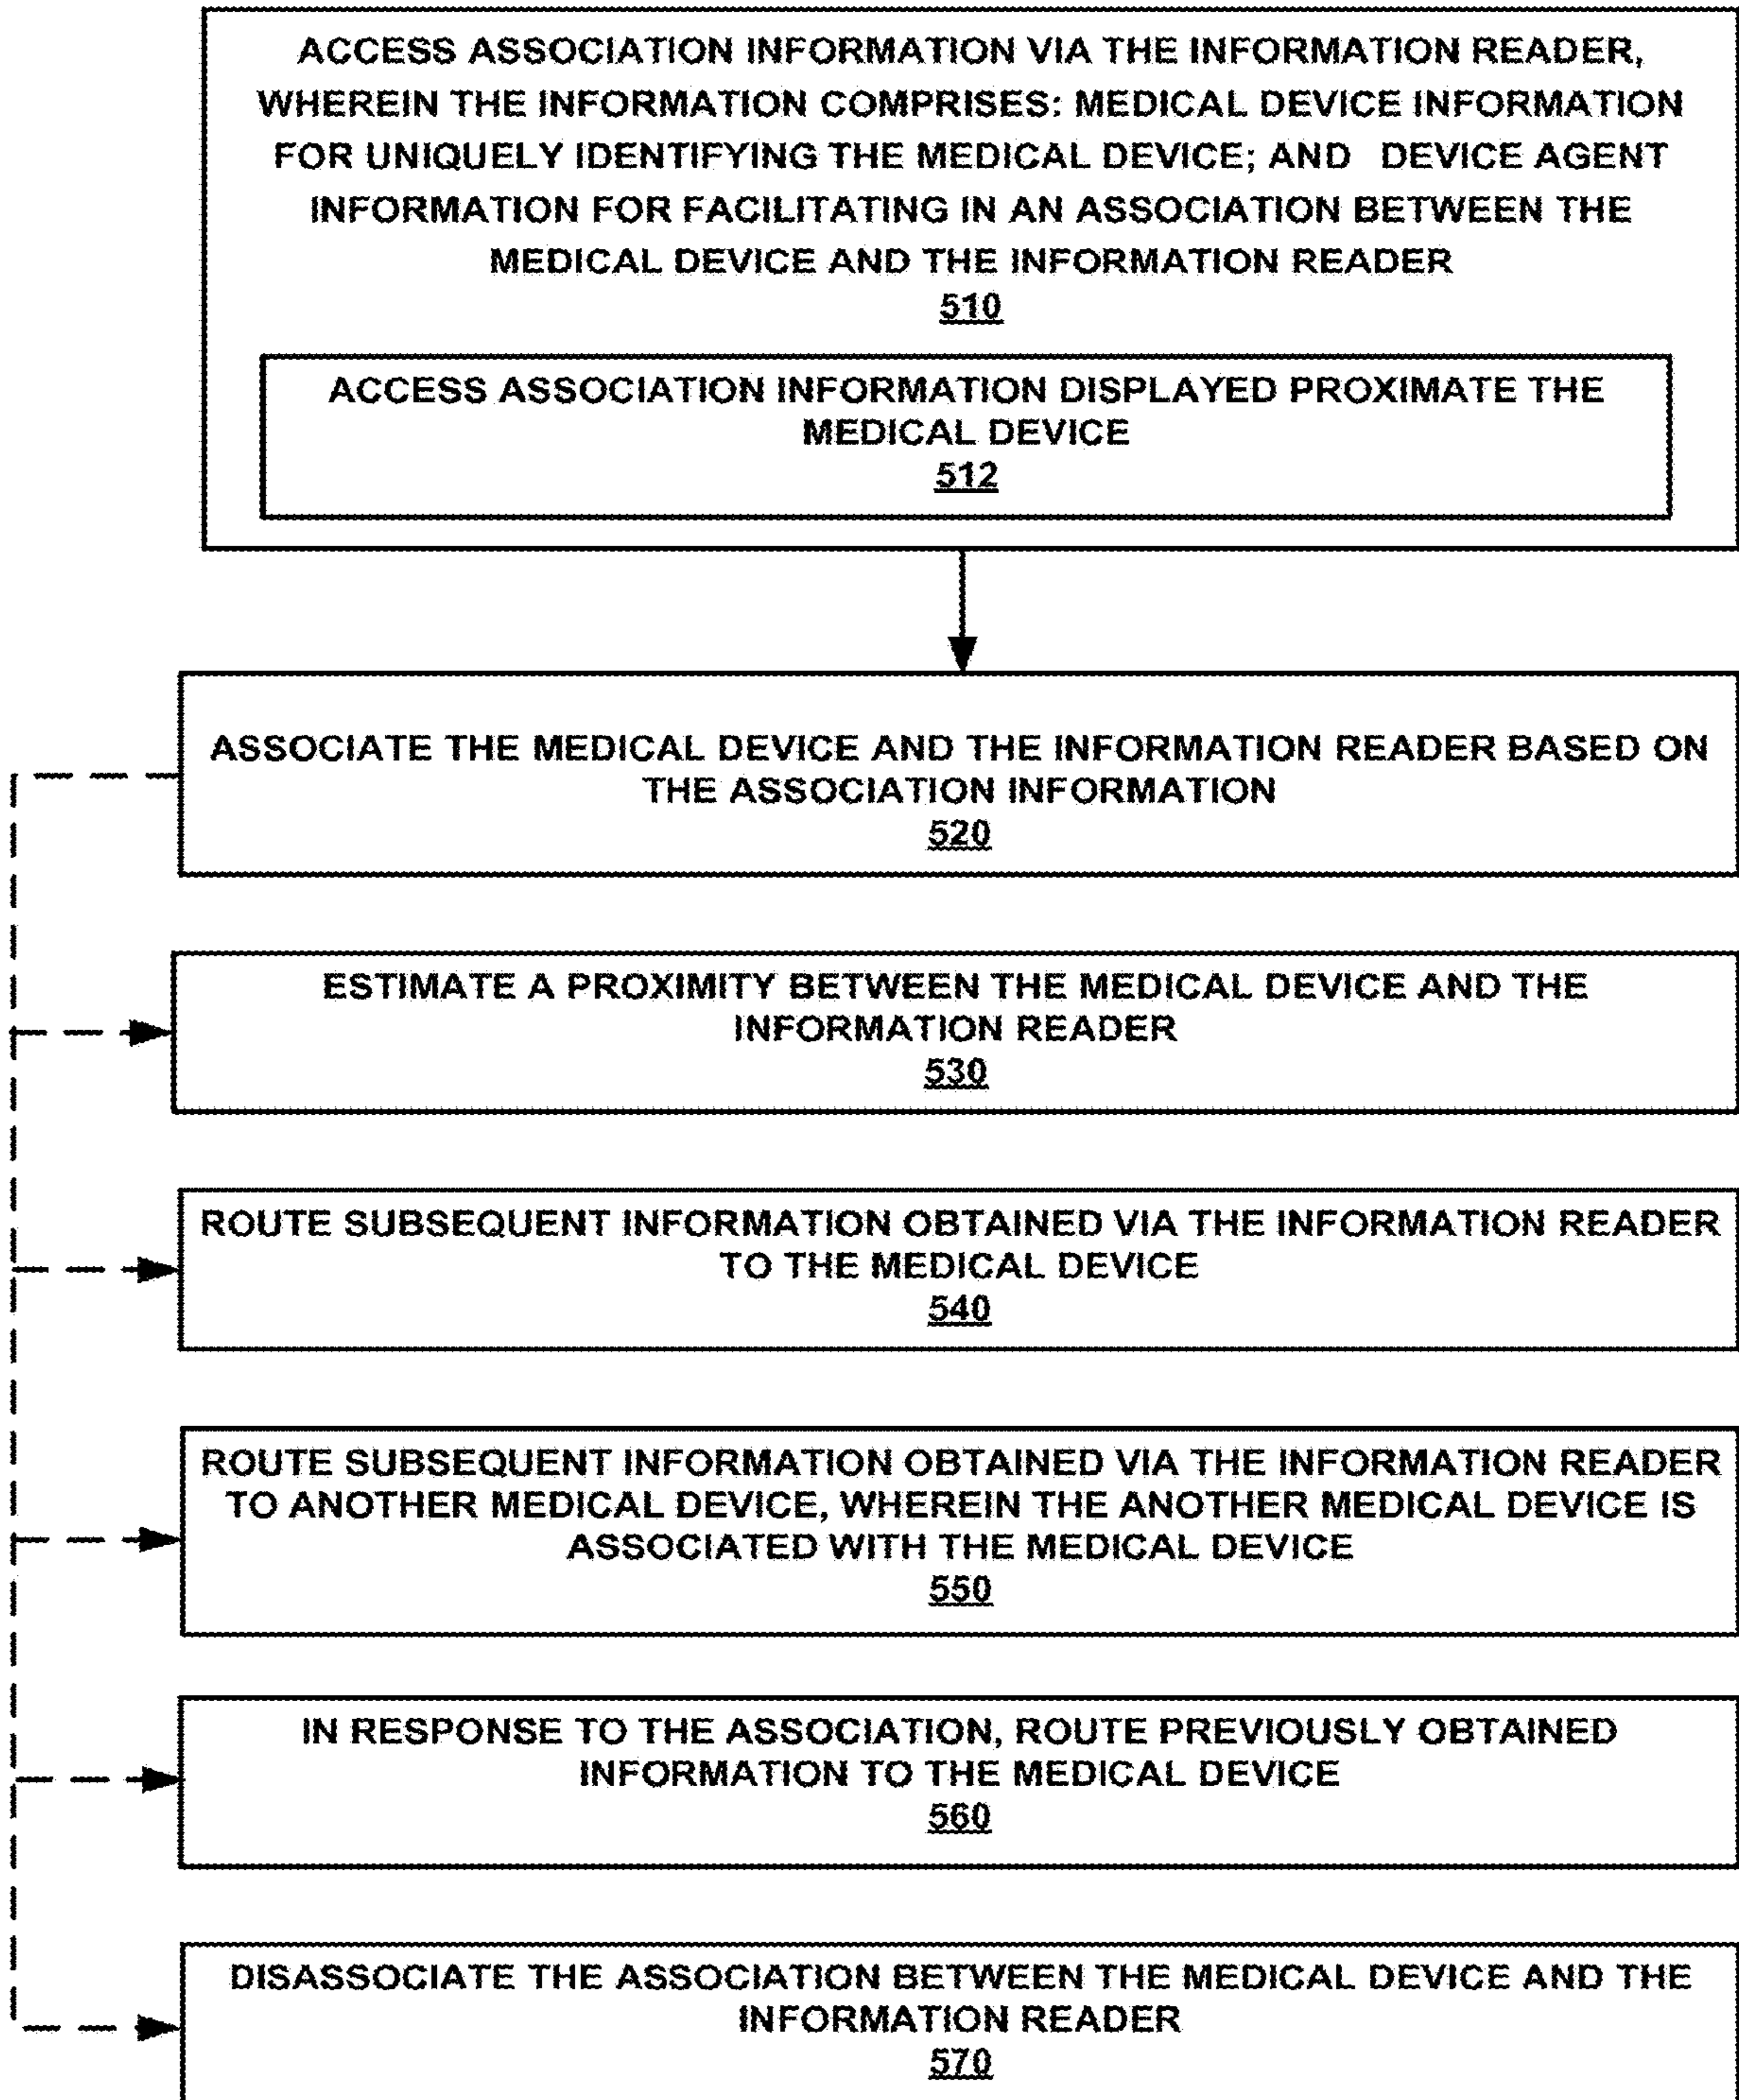 ACCESS ASSOCIATION INFORMATION VIA THE INFORMATION READER,
WHEREIN THE INFORMATION COMPRISES: MEDICAL DEVICE INFORMATION
FOR UNIQUELY IDENTIFYING THE MEDICAL DEVICE; AND DEVICE AGENT
INFORMATION FOR FACILITATING IN AN ASSOCIATION BETWEEN THE
MEDICAL DEVICE AND THE INFORMATION READER
510
ACCESS ASSOCIATION INFORMATION DISPLAYED PROXIMATE THE
MEDICAL DEVICE
512
ASSOCIATE THE MEDICAL DEVICE AND THE INFORMATION READER BASED ON
THE ASSOCIATION INFORMATION
520
ESTIMATE A PROXIMITY BETWEEN THE MEDICAL DEVICE AND THE
INFORMATION READER
530
ROUTE SUBSEQUENT INFORMATION OBTAINED VIA THE INFORMATION READER
TO THE MEDICAL DEVICE
540
ROUTE SUBSEQUENT INFORMATION OBTAINED VIA THE INFORMATION READER
TO ANOTHER MEDICAL DEVICE, WHEREIN THE ANOTHER MEDICAL DEVICE IS
ASSOCIATED WITH THE MEDICAL DEVICE
550
IN RESPONSE TO THE ASSOCIATION, ROUTE PREVIOUSLY OBTAINED
INFORMATION TO THE MEDICAL DEVICE
560
DISASSOCIATE THE ASSOCIATION BETWEEN THE MEDICAL DEVICE AND THE
INFORMATION READER
570